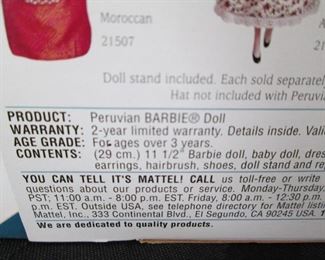 Moroccan
21507
A
21
Doll stand included. Each sold separate
Hat not included with Peruvi
PRODUCT: Peruvian BARBIE® Doll
WARRANTY: 2-year limited warranty. Details inside. Vali
AGE GRADE: For ages over 3 years.
CONTENTS: (29 cm.) 11 1/2" Barbie doll, baby doll, dres
earrings, hairbrush, shoes, doll stand and rep
YOU CAN TELL IT'S MATTEL! CALL us toll-free or write
questions about our products or service. Monday-Thursday:
PST; 11:00 a.m. - 8:00 p.m. EST. Friday, 8:00 a.m. - 12:30 p.m.
p.m. EST. Outside USA, see telephone directory for Mattel listin
Mattel, Inc., 333 Continental Blvd., El Segundo, CA 90245 USA.
We are dedicated to quality products.